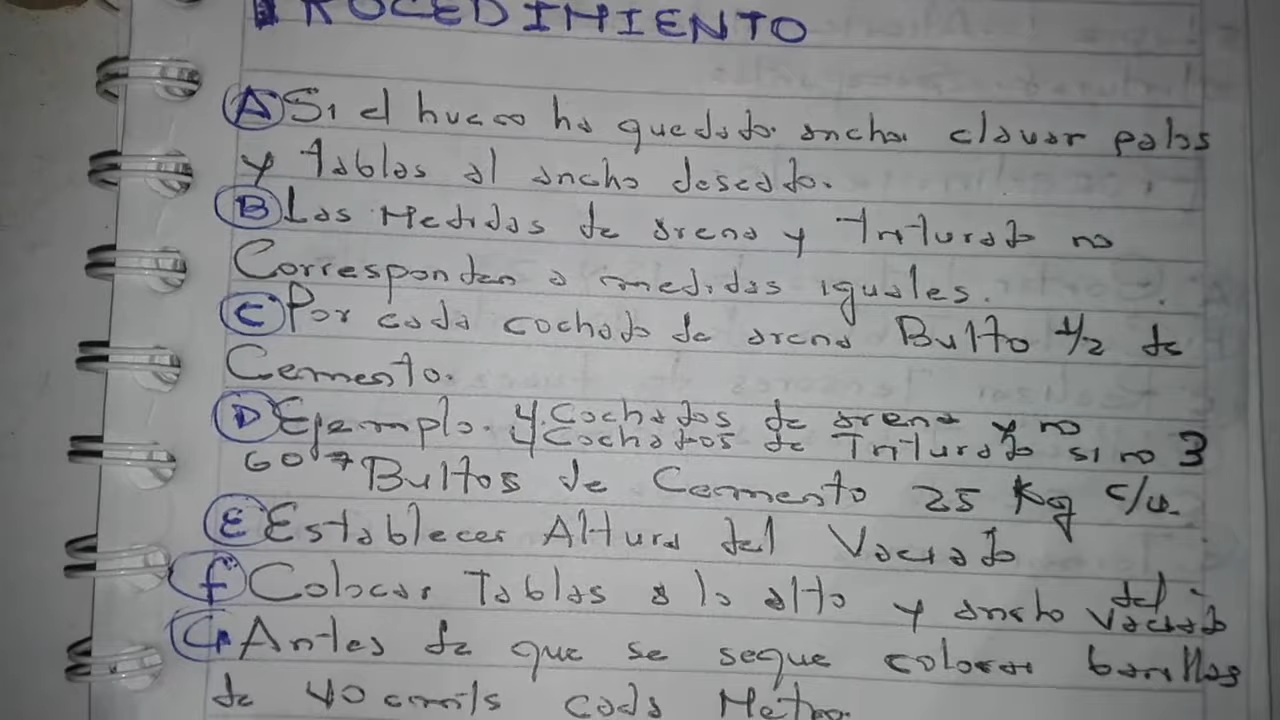 PROCEDIMIENTO
A Si el hueco ha quedado ancho clavar palos
y tablas al ancho deseado.
B Las Medidas de arena y Triturado no
Corresponden a medidas iguales.
C Por cada cochada de arena Bulto 1/2 de
Cemento.
D Ejemplo. 4 Cochados de arena y no
4 Cochados de Triturado si no 3
6 o 7 Bultos de Cemento 25 Kg c/u.
E Establecer Altura del Vaciado
F Colocar Tablas a lo alto y ancho del Vaciado
G Antes de que se seque colocar barillas
de 40 cmts cada Metro.